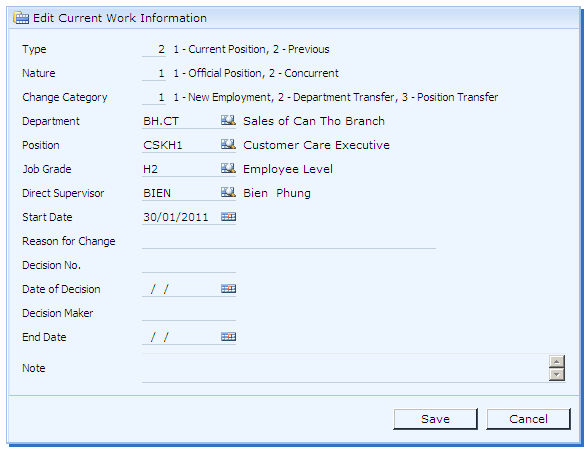 Edit Current Work Information
Type 2 1 - Current Position, 2 - Previous
Nature 1 1 - Official Position, 2 - Concurrent
Change Category 1 1 - New Employment, 2 - Department Transfer, 3 - Position Transfer
Department BH.CT Sales of Can Tho Branch
Position CSKH1 Customer Care Executive
Job Grade H2 Employee Level
Direct Supervisor BIEN Bien Phung
Start Date 30/01/2011
Reason for Change
Decision No.
Date of Decision / /
Decision Maker
End Date / /
Note
Save Cancel